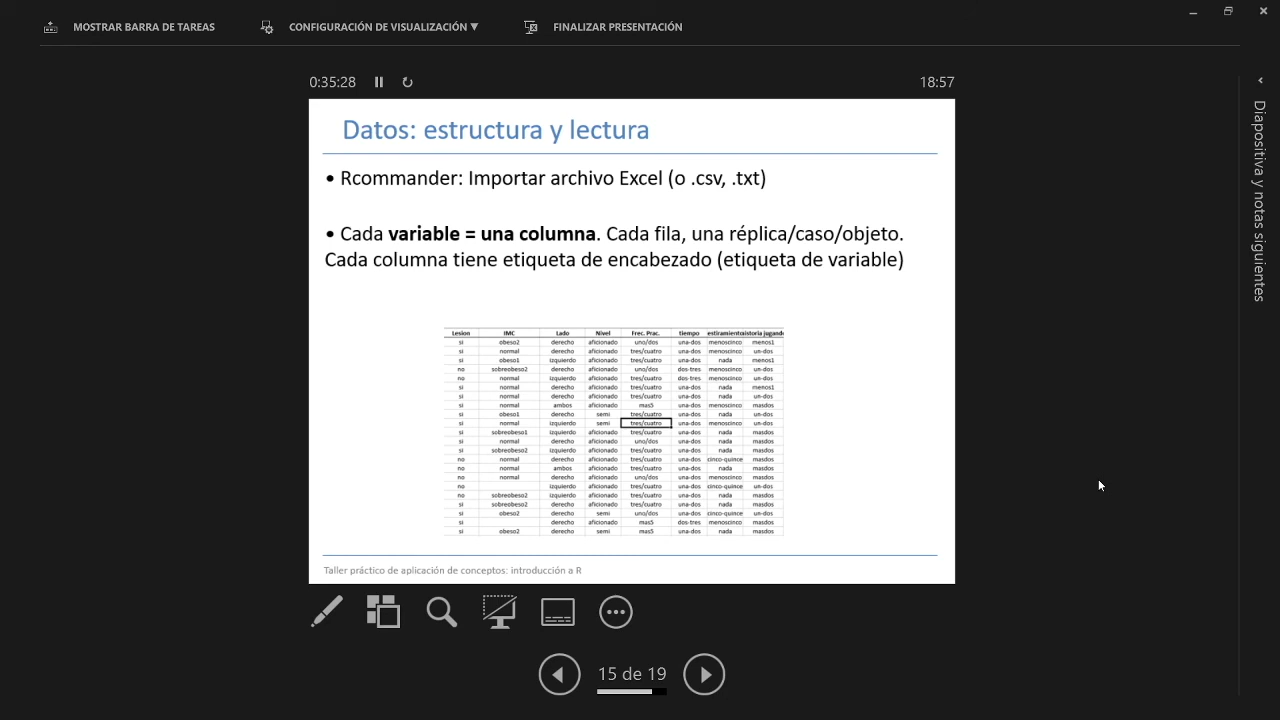 MOSTRAR BARRA DE TAREAS CONFIGURACIÓN DE VISUALIZACIÓN ▼ FINALIZAR PRESENTACIÓN
0:35:28 18:57
Datos: estructura y lectura
• Rcommander: Importar archivo Excel (o .csv, .txt)
• Cada variable = una columna. Cada fila, una réplica/caso/objeto.
Cada columna tiene etiqueta de encabezado (etiqueta de variable)
Lesion IMC Lado Nivel Frec. Prac. tiempo estiramiento istoria jugando
si obeso2 derecho aficionado uno/dos una-dos menoscinco menos1
si normal derecho aficionado tres/cuatro una-dos menoscinco un-dos
si obeso1 izquierdo aficionado tres/cuatro una-dos nada menos1
no sobreobeso2 derecho aficionado uno/dos dos-tres menoscinco un-dos
no normal izquierdo aficionado tres/cuatro dos-tres menoscinco un-dos
si normal derecho aficionado tres/cuatro una-dos nada menos1
si normal derecho aficionado tres/cuatro una-dos nada un-dos
si normal ambos aficionado mas5 una-dos menoscinco masdos
si obeso1 derecho semi tres/cuatro una-dos nada un-dos
si normal izquierdo semi tres/cuatro una-dos menoscinco un-dos
si sobreobeso1 izquierdo aficionado tres/cuatro una-dos nada masdos
si normal derecho aficionado uno/dos una-dos nada masdos
si sobreobeso2 izquierdo aficionado tres/cuatro una-dos nada masdos
no normal derecho aficionado tres/cuatro una-dos cinco-quince masdos
no normal ambos aficionado tres/cuatro una-dos nada masdos
no normal derecho aficionado uno/dos una-dos menoscinco masdos
no izquierdo aficionado tres/cuatro una-dos cinco-quince un-dos
no sobreobeso2 derecho aficionado tres/cuatro una-dos nada masdos
si sobreobeso2 derecho aficionado tres/cuatro una-dos nada masdos
si obeso2 derecho semi uno/dos una-dos cinco-quince un-dos
si derecho aficionado mas5 dos-tres menoscinco masdos
si obeso2 derecho semi mas5 una-dos nada masdos
Taller práctico de aplicación de conceptos: introducción a R
15 de 19
Diapositiva y notas siguientes